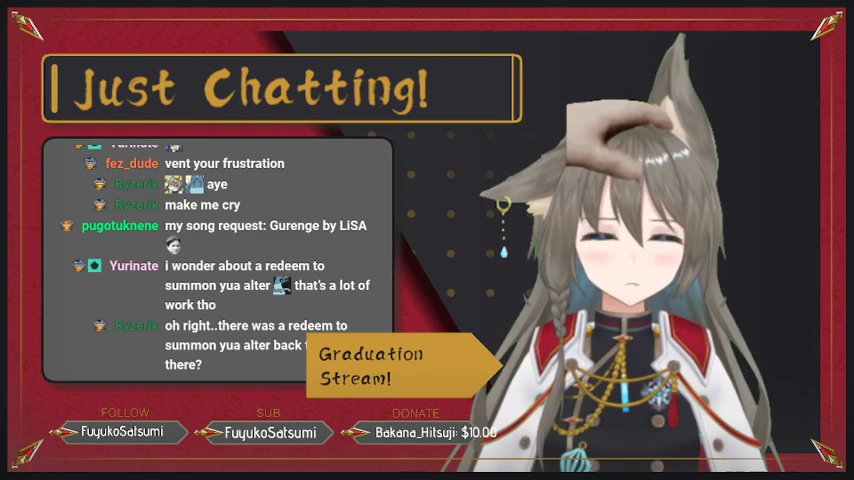 Just Chatting!
Yurinate
fez_dude vent your frustration
Ryzerik aye
Ryzerik make me cry
pugotuknene my song request: Gurenge by LiSA
Yurinate i wonder about a redeem to
summon yua alter that's a lot of
work tho
Ryzerik oh right..there was a redeem to
summon yua alter back
there?
Graduation
Stream!
FOLLOW SUB DONATE
FuyukoSatsumi FuyukoSatsumi Bakana_Hitsuji: $10.00